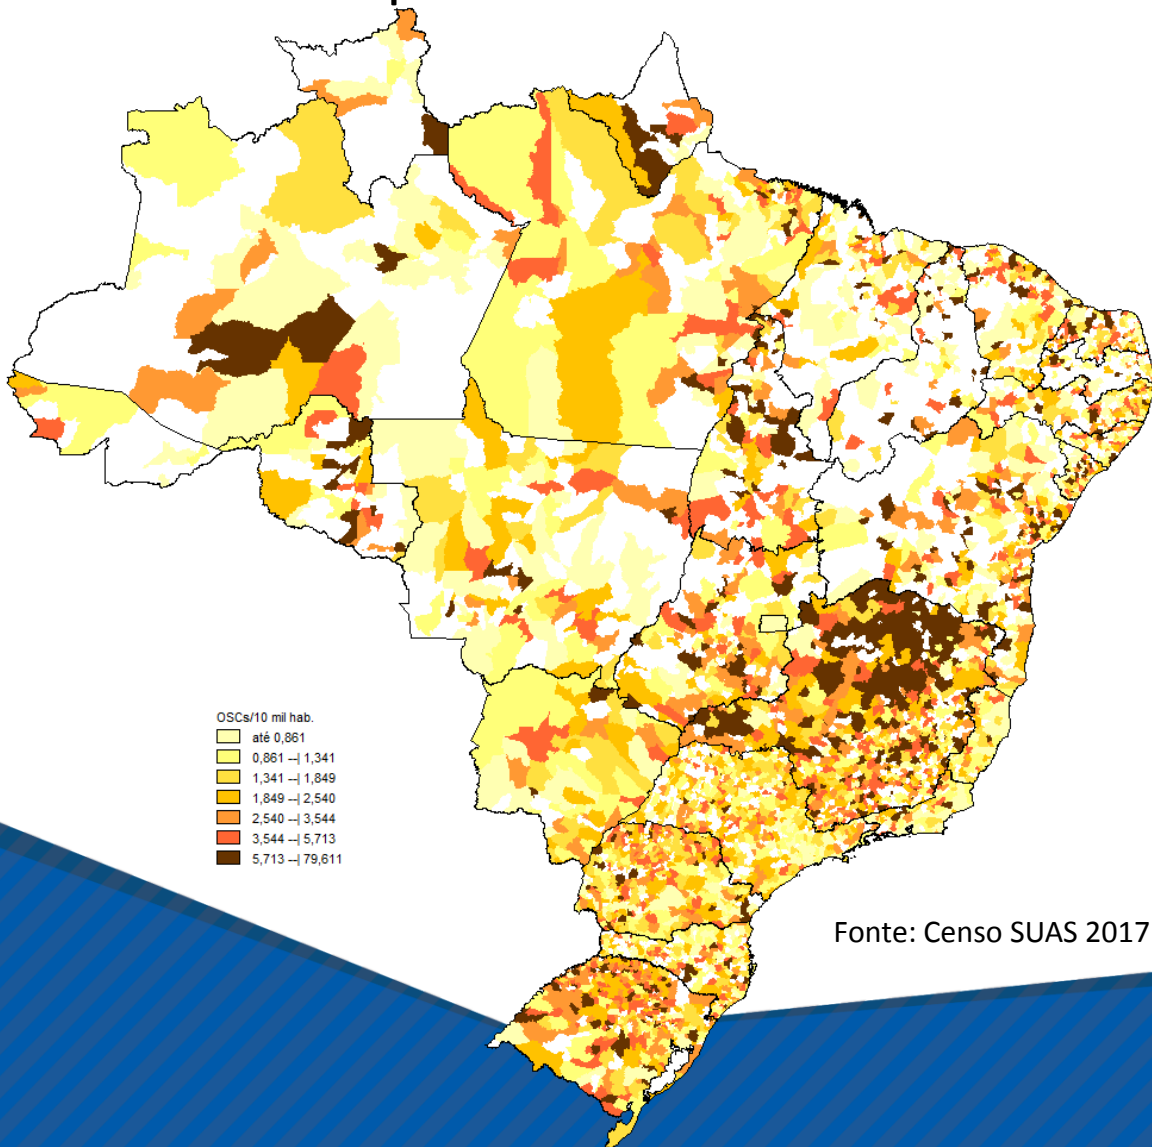 OSCs/10 mil hab.
até 0,861
0,861 --| 1,341
1,341 --| 1,849
1,849 --| 2,540
2,540 --| 3,544
3,544 --| 5,713
5,713 --| 79,611
Fonte: Censo SUAS 2017